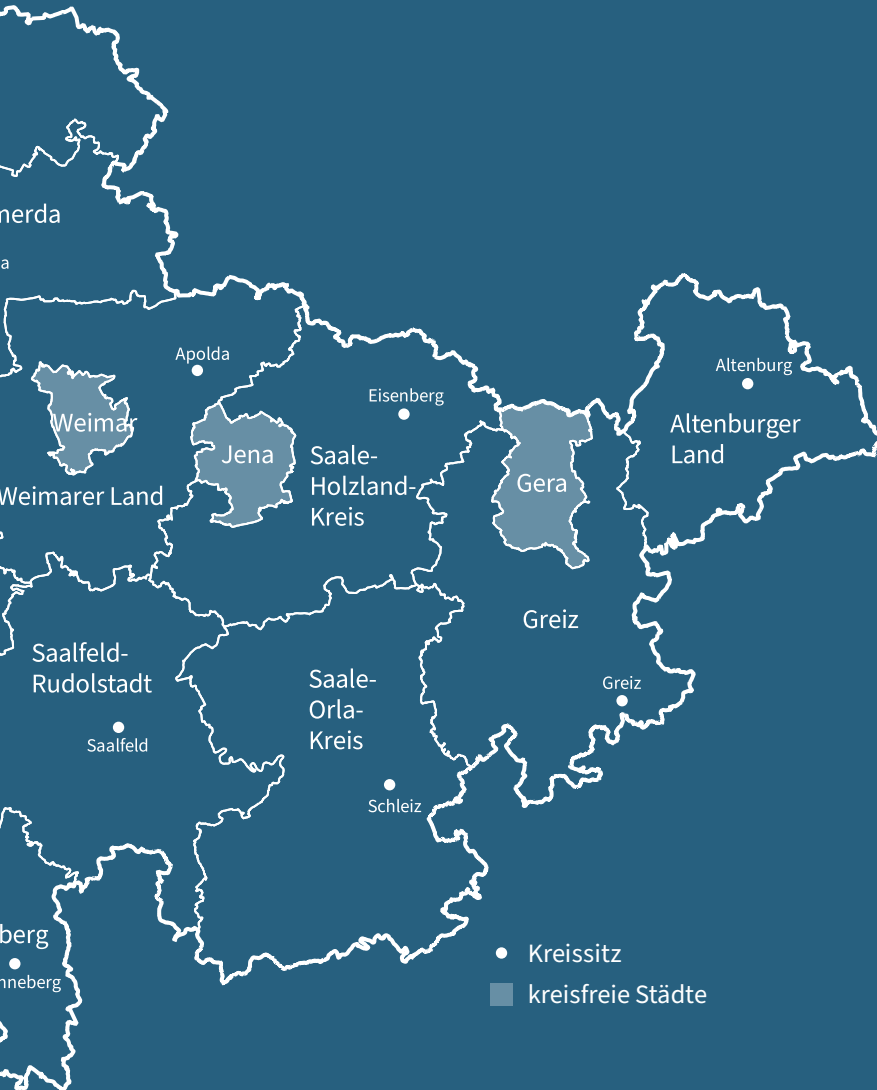 merda
a
Apolda
Altenburg
Eisenberg
Weimar
Altenburger
Land
Jena
Saale-
Holzland-
Kreis
Gera
Weimarer Land
Greiz
Saalfeld-
Rudolstadt
Saale-
Orla-
Kreis
Greiz
Saalfeld
Schleiz
berg
nneberg
Kreissitz
kreisfreie Städte